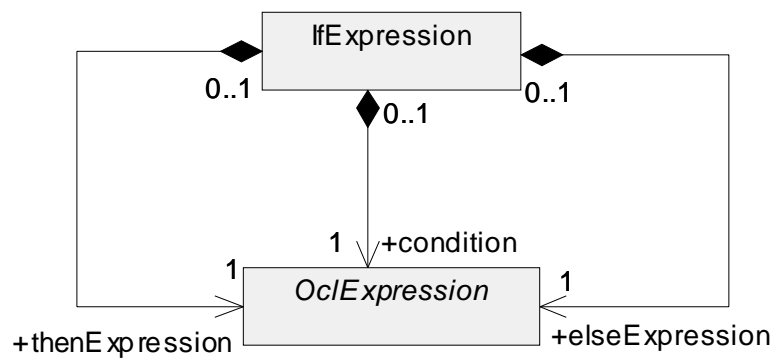 IfExpression
0..1
0..1
0..1
1 +condition
1
1
OclExpression
+thenExpression
+elseExpression